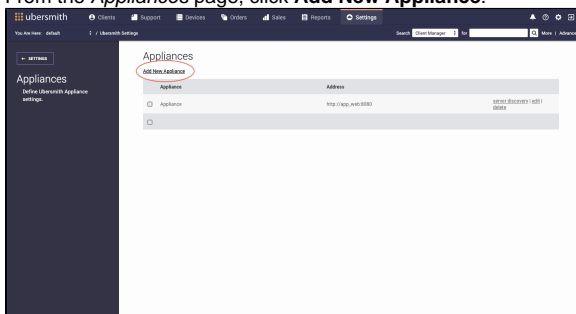 From the Appliances page, click Add New Appliance.
ubersmith Clients Support Devices Orders Sales Reports Settings
You Are Here: default / Ubersmith Settings Search Client Manager for More | Advanced
← SETTINGS
Appliances
Define Ubersmith Appliance
settings.
Appliances
Add New Appliance
Appliance Address
Appliance http://app_web:8080 server discovery | edit |
delete